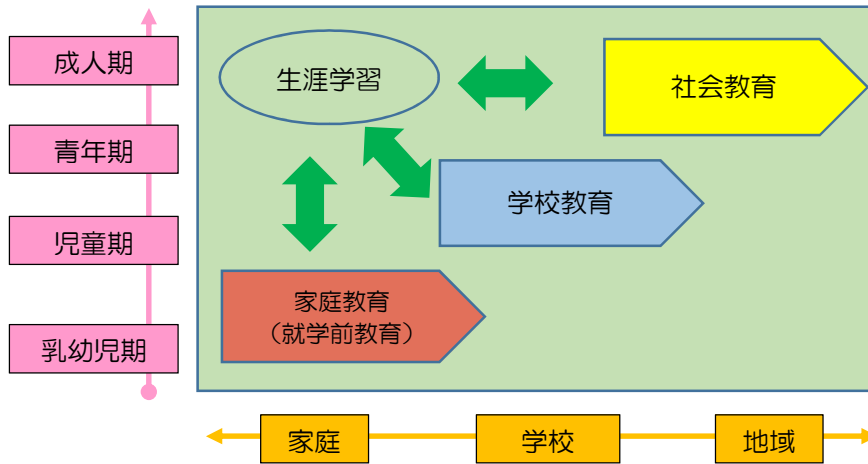 成人期
青年期
児童期
乳幼児期
生涯学習
社会教育
学校教育
家庭教育
（就学前教育）
家庭
学校
地域